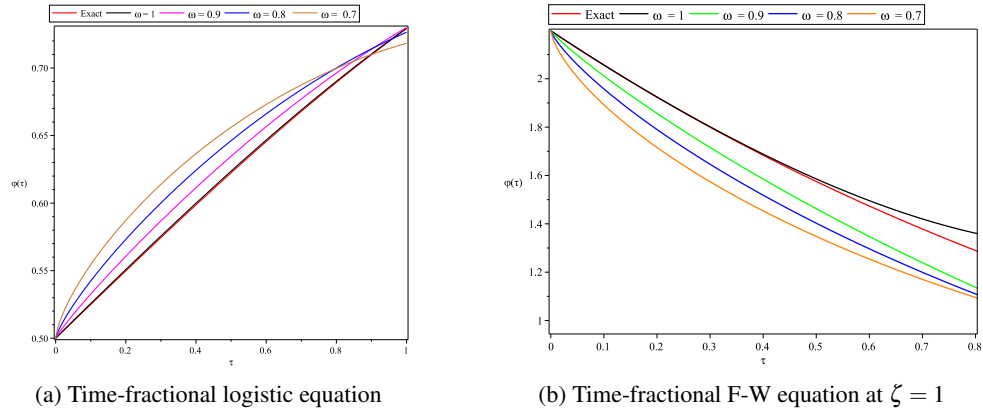 Exact ω = 1 ω = 0.9 ω = 0.8 ω = 0.7
0.70
0.65
φ(τ)
0.60
0.55
0.50
0 0.2 0.4 0.6 0.8 1
τ
(a) Time-fractional logistic equation
Exact ω = 1 ω = 0.9 ω = 0.8 ω = 0.7
2
1.8
φ(τ)
1.6
1.4
1.2
1
0 0.1 0.2 0.3 0.4 0.5 0.6 0.7 0.8
τ
(b) Time-fractional F-W equation at ζ = 1